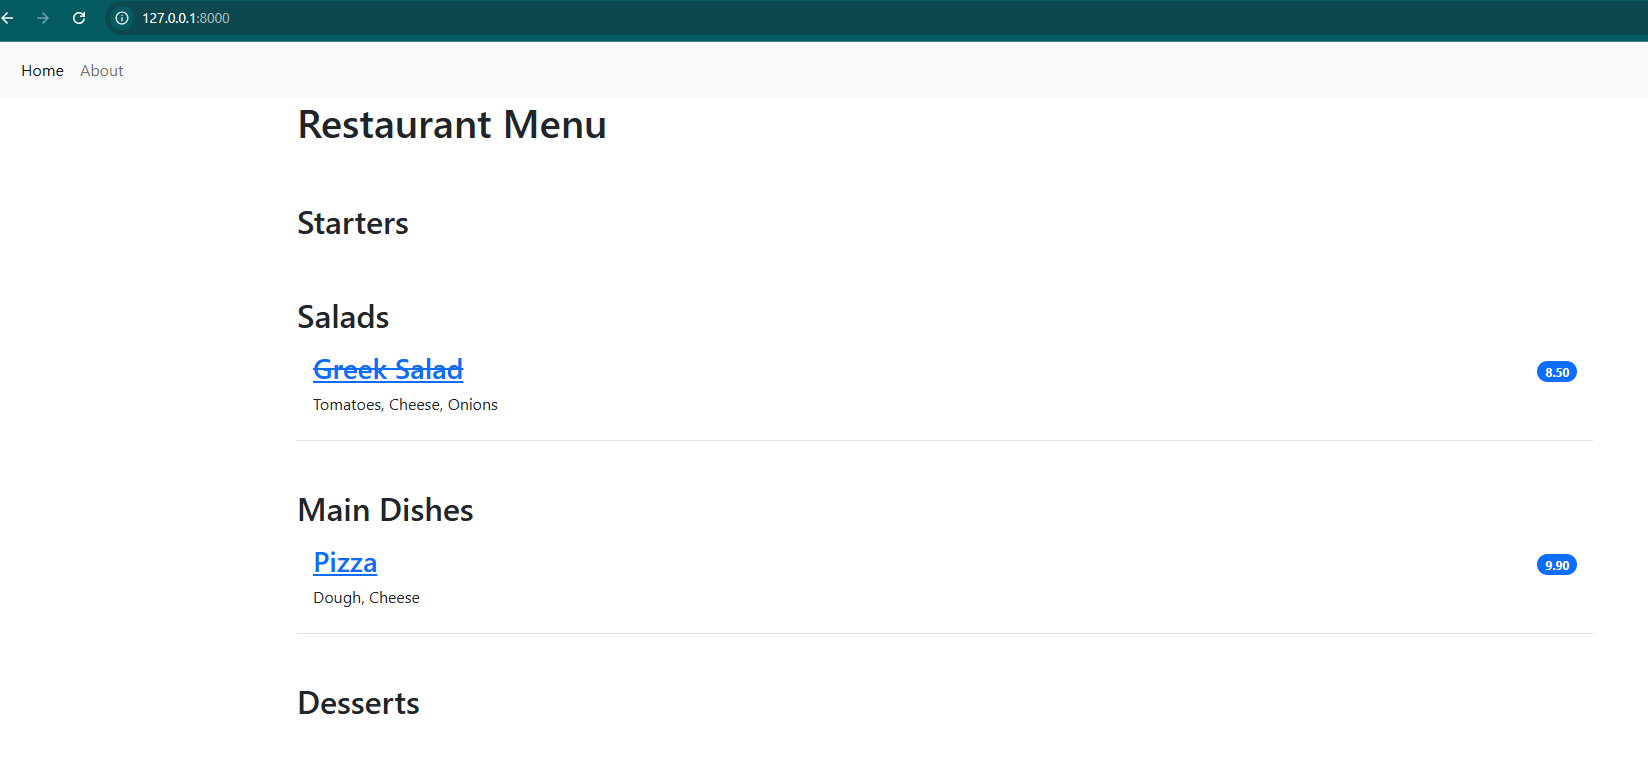 127.0.0.1:8000
Home About
Restaurant Menu
Starters
Salads
Greek Salad 8.50
Tomatoes, Cheese, Onions
Main Dishes
Pizza 9.90
Dough, Cheese
Desserts